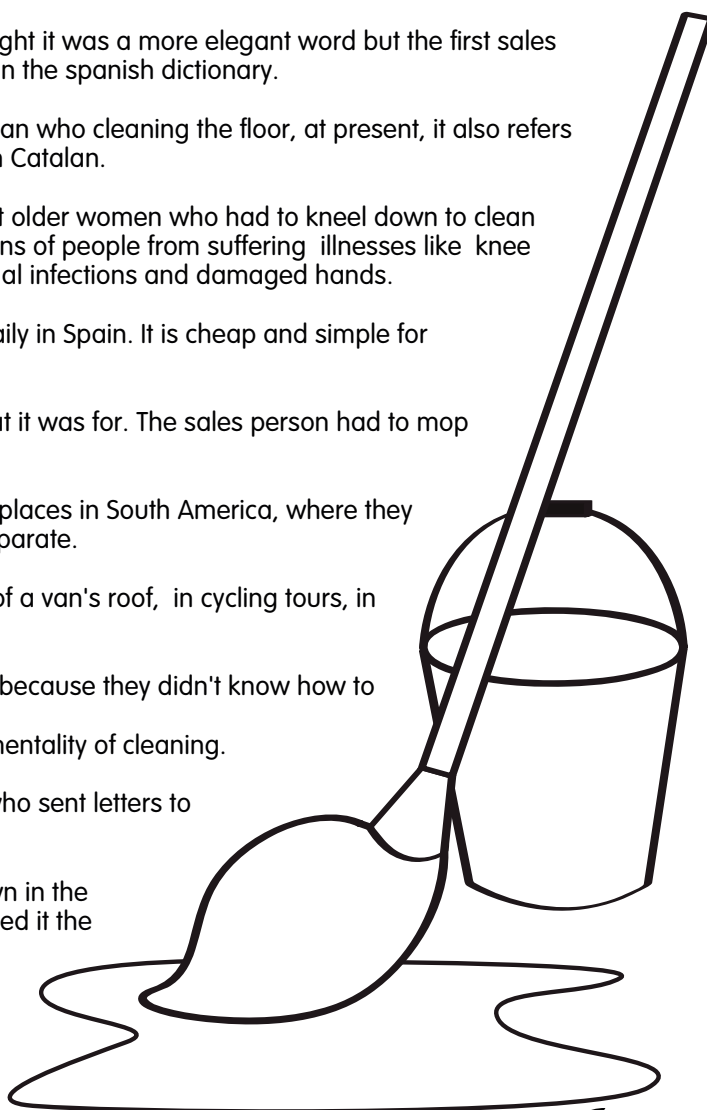 ght it was a more elegant word but the first sales
n the spanish dictionary.
an who cleaning the floor, at present, it also refers
n Catalan.
t older women who had to kneel down to clean
ns of people from suffering illnesses like knee
al infections and damaged hands.
aily in Spain. It is cheap and simple for
at it was for. The sales person had to mop
places in South America, where they
parate.
of a van's roof, in cycling tours, in
because they didn't know how to
mentality of cleaning.
who sent letters to
wn in the
ed it the